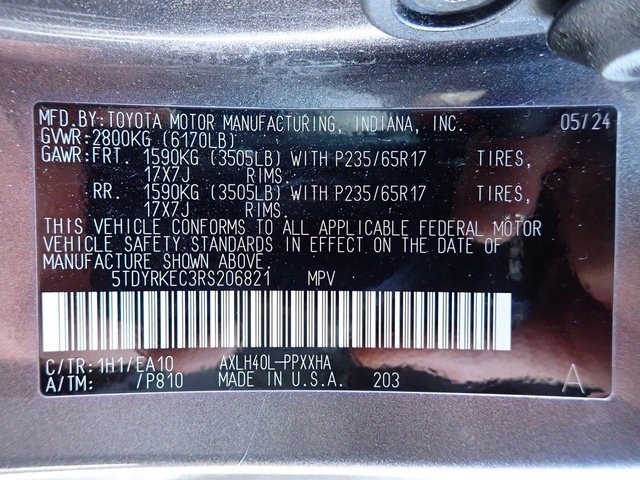 MFD.BY:TOYOTA MOTOR MANUFACTURING, INDIANA, INC. 05/24
GVWR:2800KG (6170LB)
GAWR:FRT. 1590KG (3505LB) WITH P235/65R17 TIRES,
17X7J RIMS.
RR. 1590KG (3505LB) WITH P235/65R17 TIRES,
17X7J RIMS.
THIS VEHICLE CONFORMS TO ALL APPLICABLE FEDERAL MOTOR
VEHICLE SAFETY STANDARDS IN EFFECT ON THE DATE OF
MANUFACTURE SHOWN ABOVE.
5TDYRKEC3RS206821 MPV
C/TR:1H1/EA10 AXLH40L-PPXXHA
A/TM: /P810 MADE IN U.S.A. 203 A